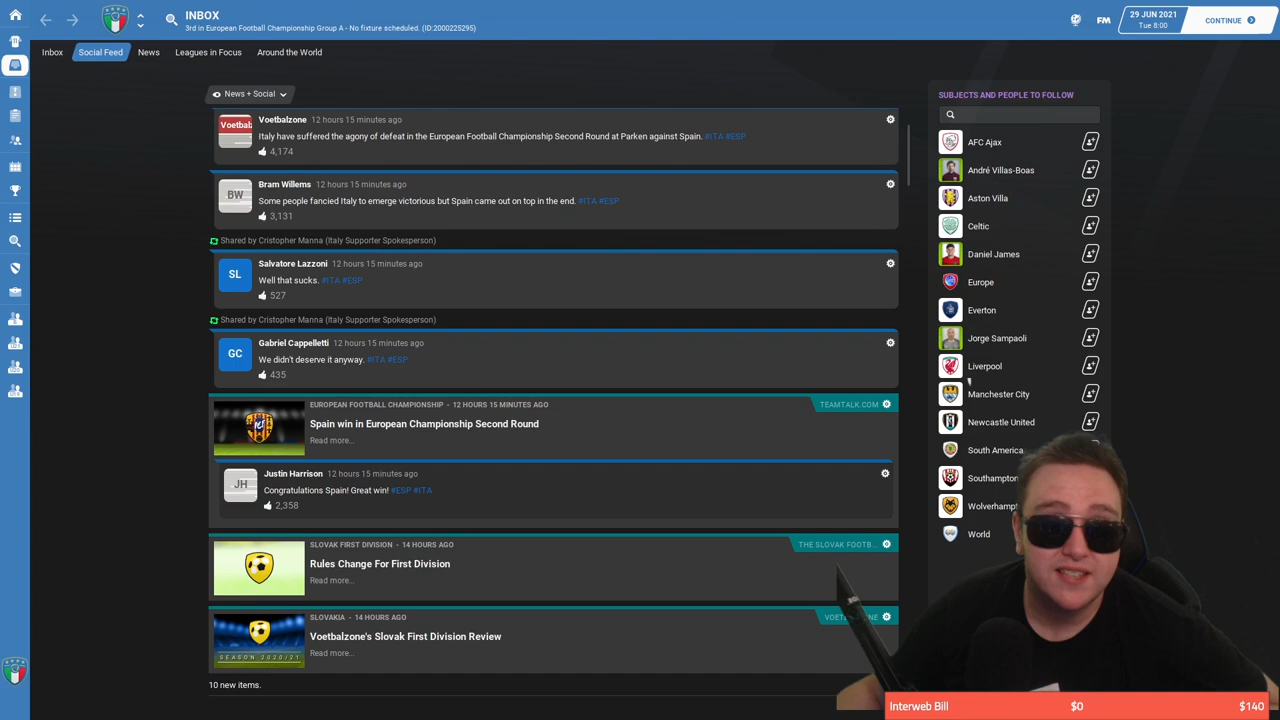 INBOX
3rd in European Football Championship Group A - No fixture scheduled. (ID:2000225295)
FM
29 JUN 2021
Tue 8:00
CONTINUE
Inbox
Social Feed
News
Leagues in Focus
Around the World
News + Social
Voetbalzone 12 hours 15 minutes ago
Italy have suffered the agony of defeat in the European Football Championship Second Round at Parken against Spain. #ITA #ESP
4,174
BW
Bram Willems 12 hours 15 minutes ago
Some people fancied Italy to emerge victorious but Spain came out on top in the end. #ITA #ESP
3,131
Shared by Cristopher Manna (Italy Supporter Spokesperson)
SL
Salvatore Lazzoni 12 hours 15 minutes ago
Well that sucks. #ITA #ESP
527
Shared by Cristopher Manna (Italy Supporter Spokesperson)
GC
Gabriel Cappelletti 12 hours 15 minutes ago
We didn't deserve it anyway. #ITA #ESP
435
EUROPEAN FOOTBALL CHAMPIONSHIP - 12 HOURS 15 MINUTES AGO
TEAMTALK.COM
Spain win in European Championship Second Round
Read more...
JH
Justin Harrison 12 hours 15 minutes ago
Congratulations Spain! Great win! #ESP #ITA
2,358
SLOVAK FIRST DIVISION - 14 HOURS AGO
THE SLOVAK FOOTB...
Rules Change For First Division
Read more...
SLOVAKIA - 14 HOURS AGO
Voetbalzone's Slovak First Division Review
SEASON 2020/21
Read more...
10 new items.
SUBJECTS AND PEOPLE TO FOLLOW
AFC Ajax
André Villas-Boas
Aston Villa
Celtic
Daniel James
Europe
Everton
Jorge Sampaoli
Liverpool
Manchester City
Newcastle United
South America
Southampton
Wolverhampt
World
Interweb Bill $0 $140